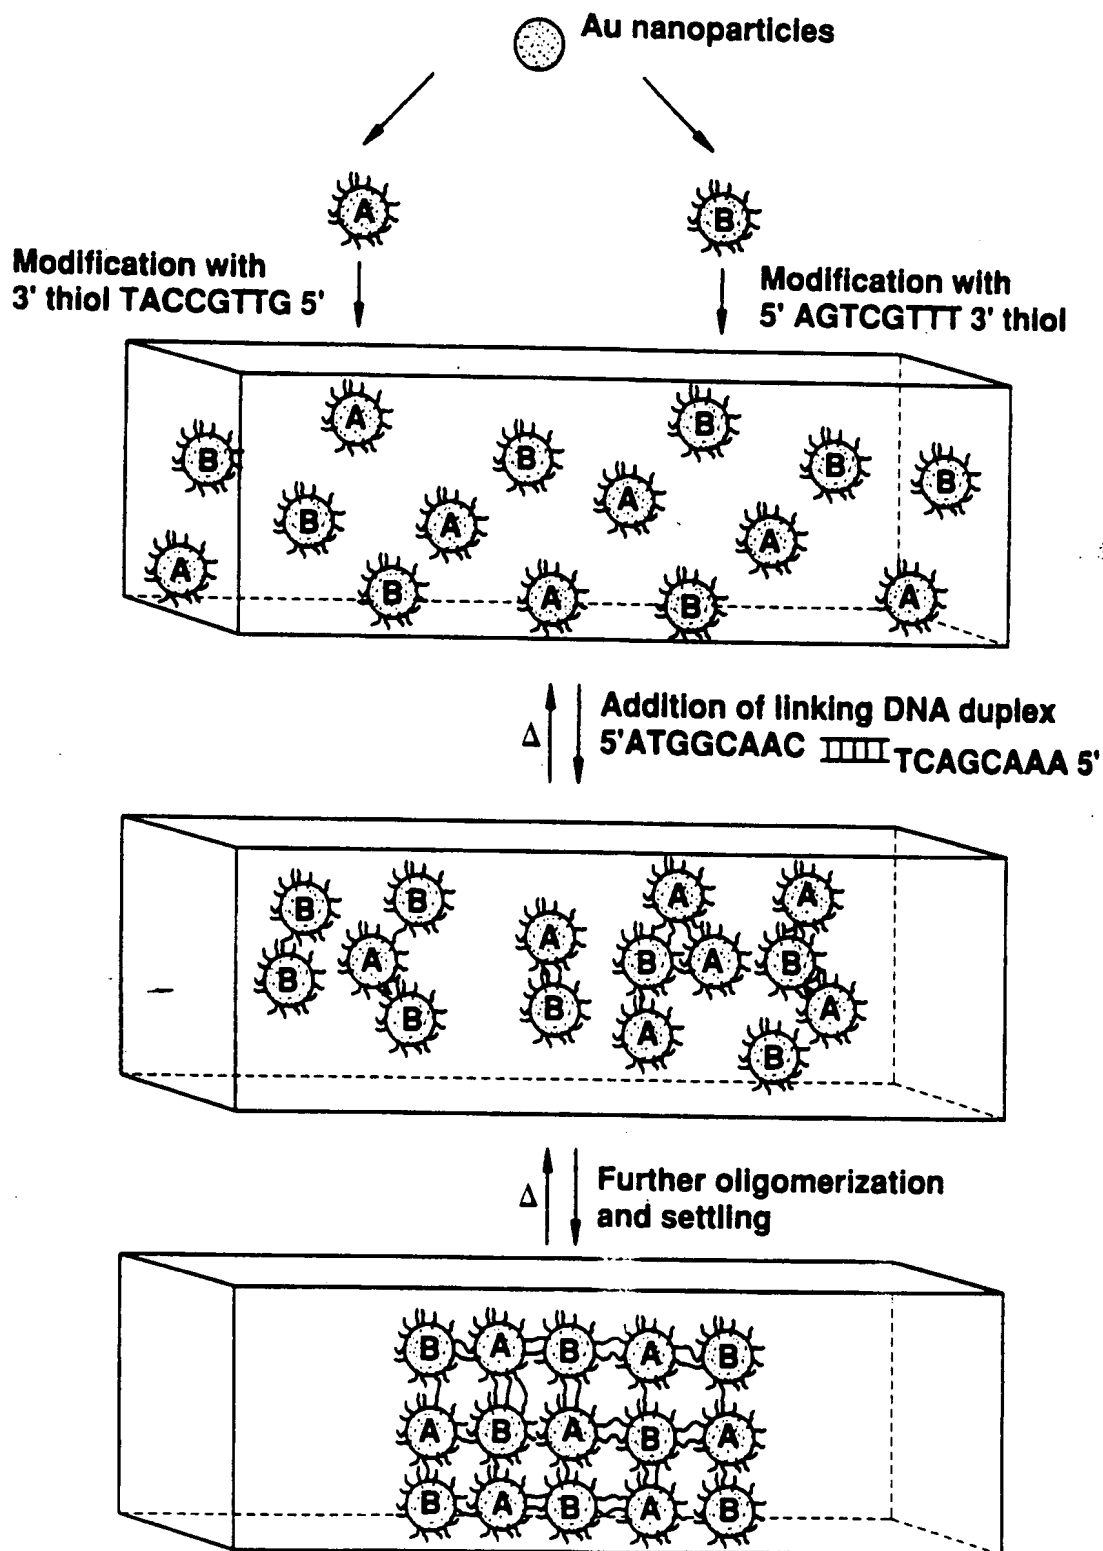 Au nanoparticles
A
B
Modification with
3' thiol TACCGTTG 5'
Modification with
5' AGTCGTTT 3' thiol
A
B
B
B
B
B
A
B
A
A
A
B
A
B
A
Δ
Addition of linking DNA duplex
5'ATGGCAAC
TCAGCAAA 5'
B
B
A
A
B
A
B
A
B
B
A
B
B
A
A
B
Δ
Further oligomerization
and settling
B A B A B
A B A B A
B A B A B